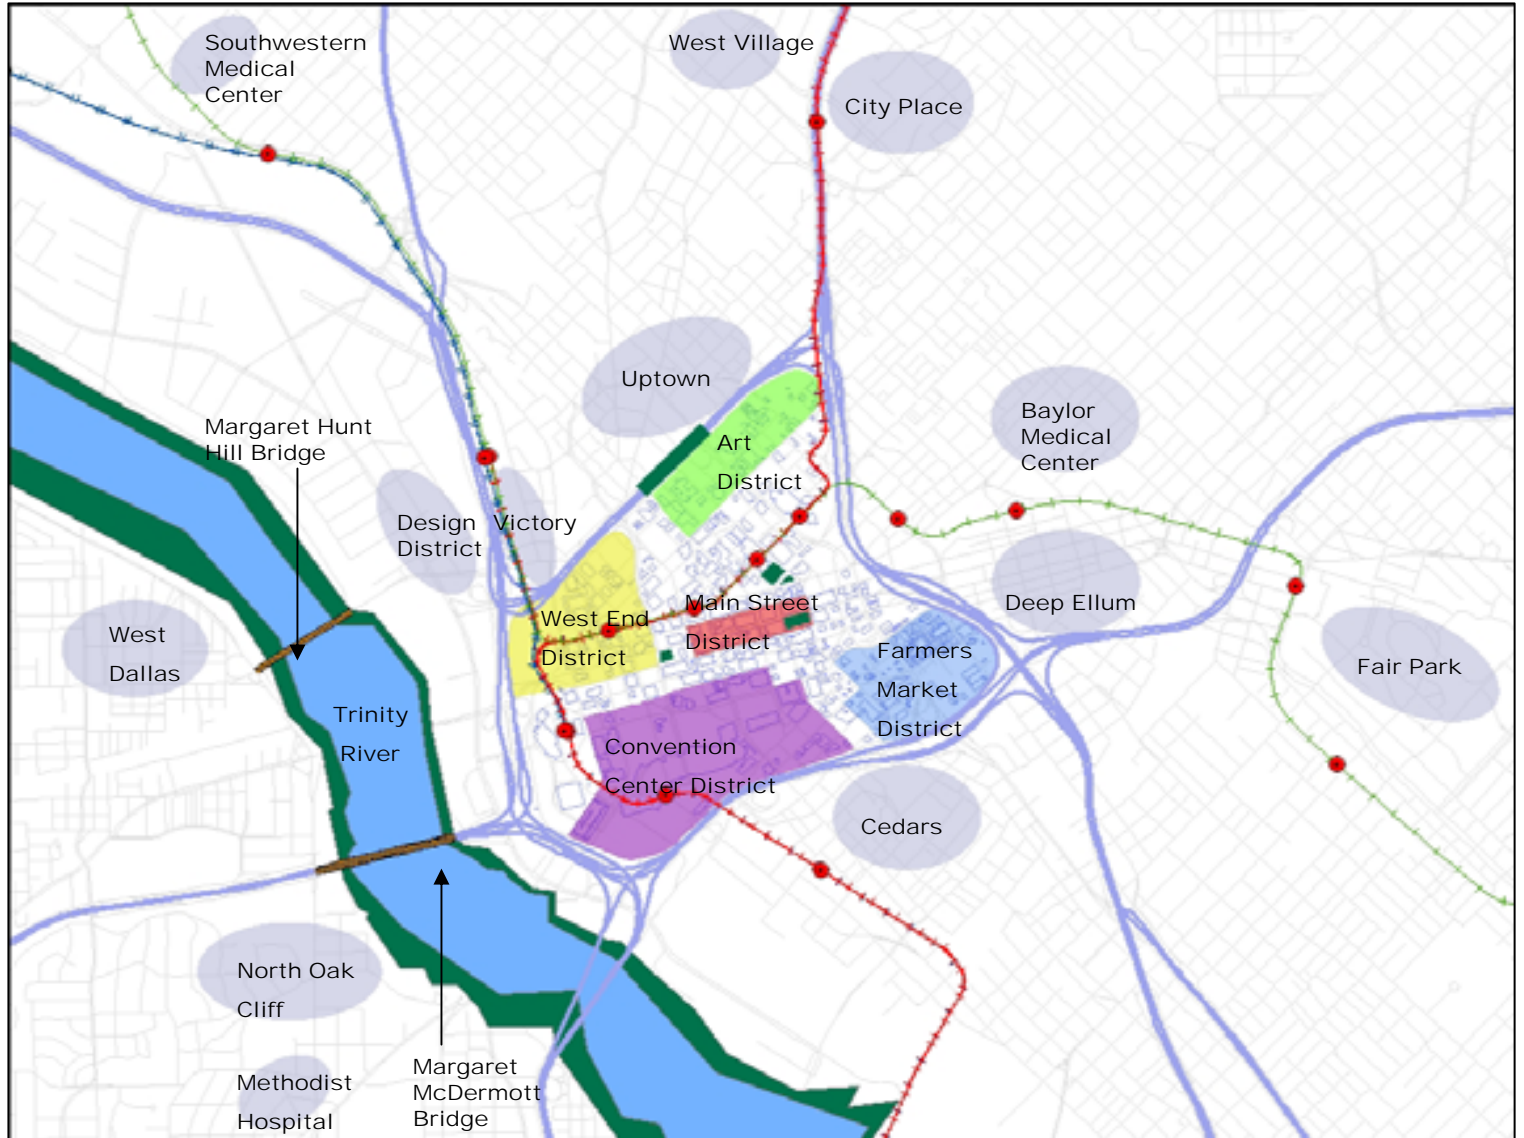 Southwestern
Medical
Center
West Village
City Place
Uptown
Margaret Hunt
Hill Bridge
Art
District
Baylor
Medical
Center
Design
District
Victory
West End
District
Main Street
District
Deep Ellum
Farmers
Market
District
West
Dallas
Fair Park
Trinity
River
Convention
Center District
Cedars
North Oak
Cliff
Margaret
McDermott
Bridge
Methodist
Hospital